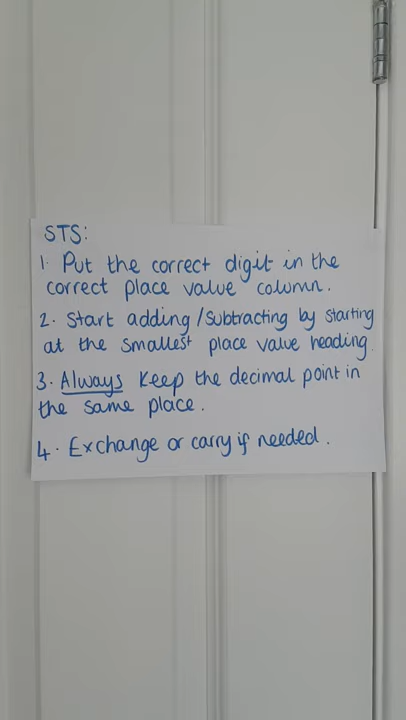 STS:
1. Put the correct digit in the
correct place value column.
2. Start adding/subtracting by starting
at the smallest place value heading.
3. Always keep the decimal point in
the same place.
4. Exchange or carry if needed.